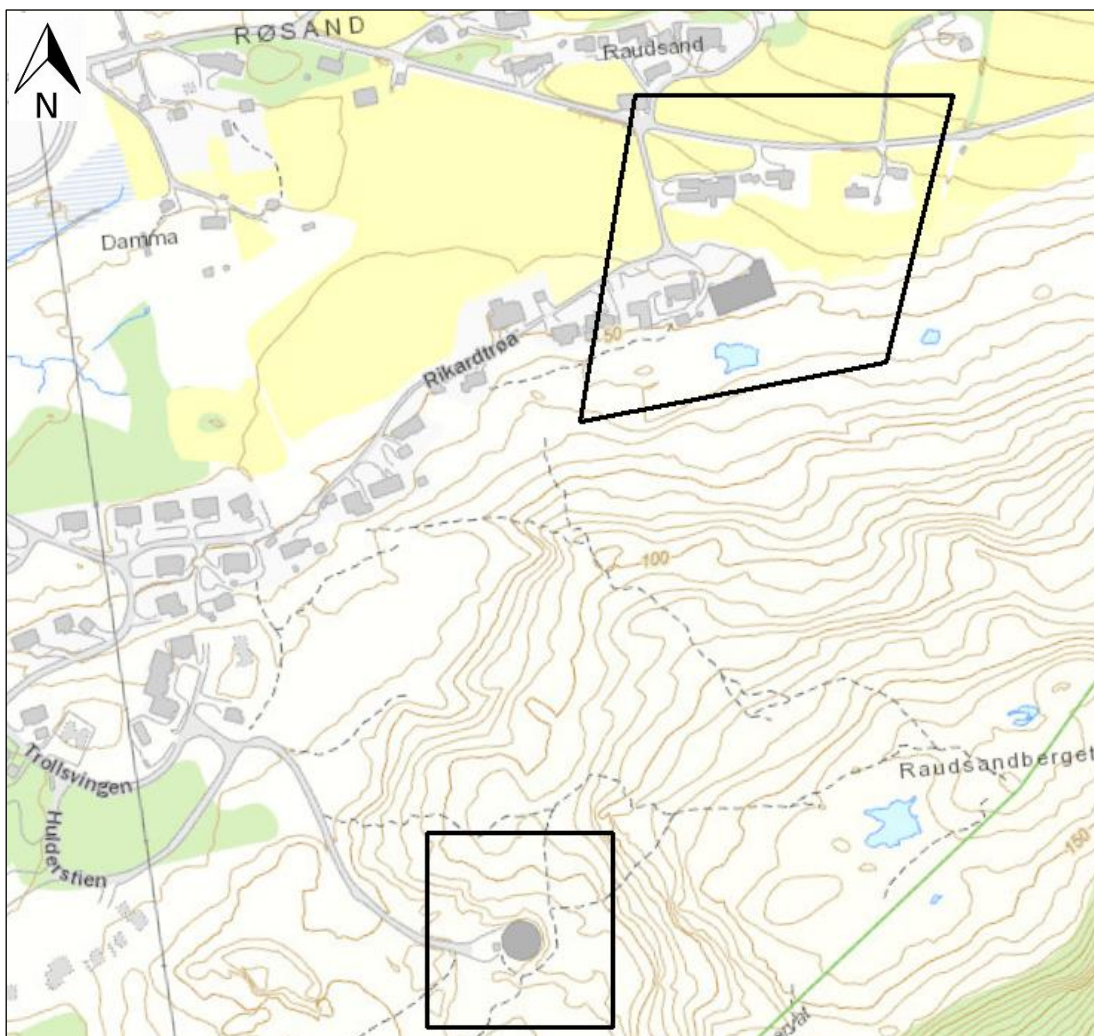 RØSAND
Raudsand
N
Damma
50
Rikardtrøa
100
Raudsandberget
Trollsvingen
Hulderstien
150